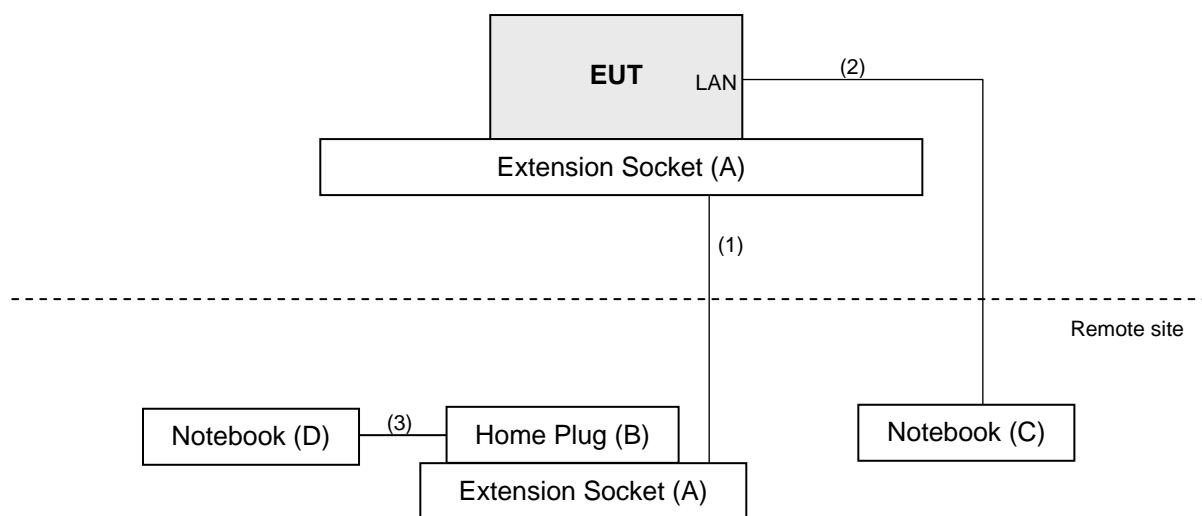 EUT
LAN
(2)
Extension Socket (A)
(1)
Remote site
Notebook (D)
(3)
Home Plug (B)
Notebook (C)
Extension Socket (A)